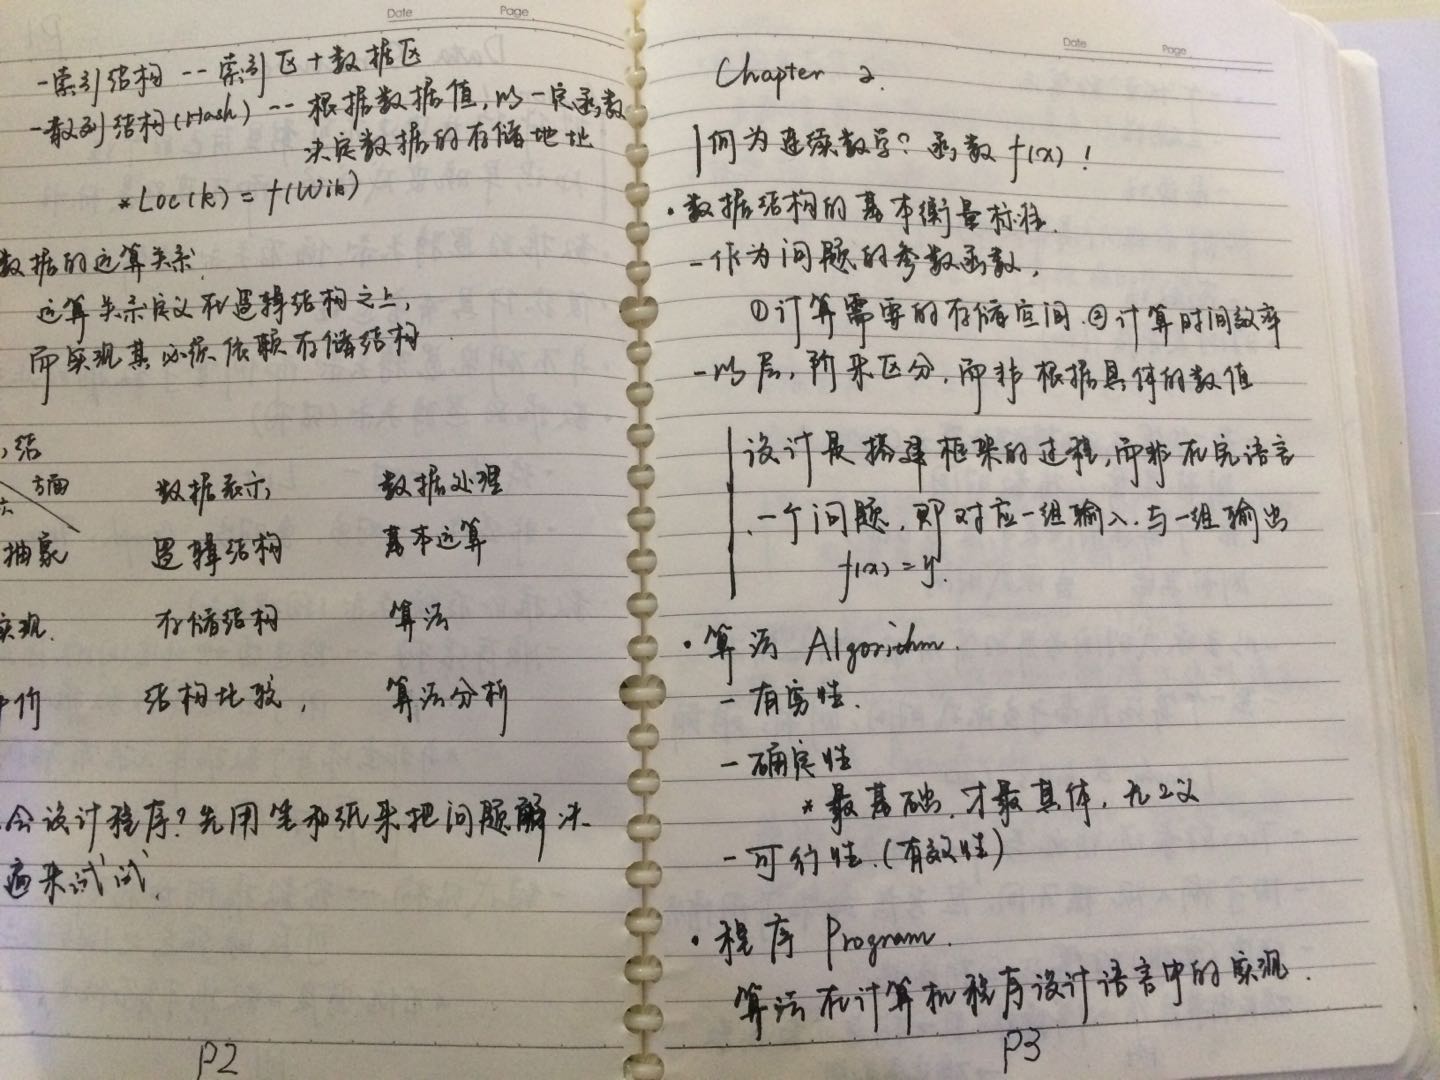 Date Page
-索引结构 -- 索引区+数据区
-散列结构(Hash) -- 根据数据值,以一定函数
决定数据的存储地址
*Loc(k) = f(Wik)
数据的运算关系
运算关系定义在逻辑结构之上,
而实现其必须依赖存储结构
结
方面 数据表示, 数据处理
抽象 逻辑结构 基本运算
实现. 存储结构 算法
价 结构比较, 算法分析
会设计程序?先用笔和纸来把问题解决
遍来试试.
P2
Date Page
Chapter 2.
何为连续数学?函数f(x)!
·数据结构的基本衡量标准.
-作为问题的参数函数,
①计算需要的存储空间.②计算时间效率
-以层,阶来区分,而非根据具体的数值
设计是搭建框架的过程,而非在完语言
一个问题,即对应一组输入.与一组输出
f(x)=y.
·算法 Algorithm.
-有穷性.
-确定性
*最基础,才最具体,无2义
-可行性.(有效性)
·程序 Program.
算法在计算机程序设计语言中的实现.
P3